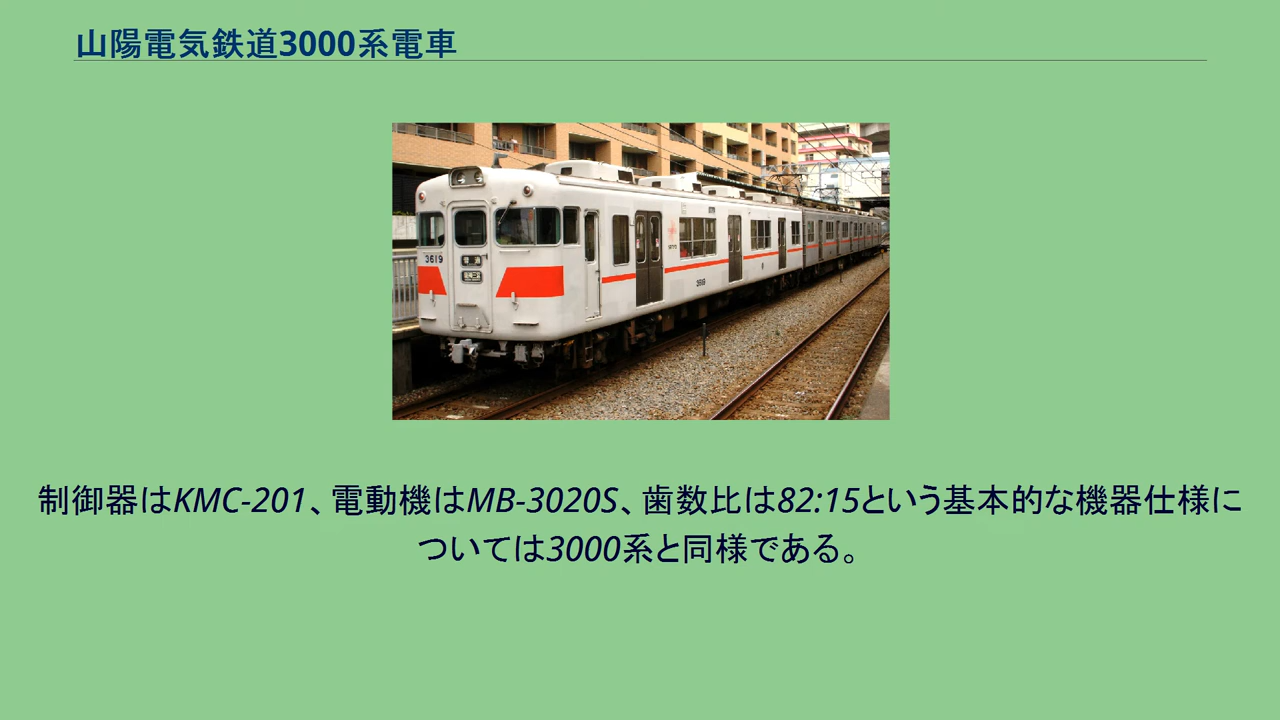 山陽電気鉄道3000系電車
3619
3619
制御器はKMC-201、電動機はMB-3020S、歯数比は82:15という基本的な機器仕様に
ついては3000系と同様である。